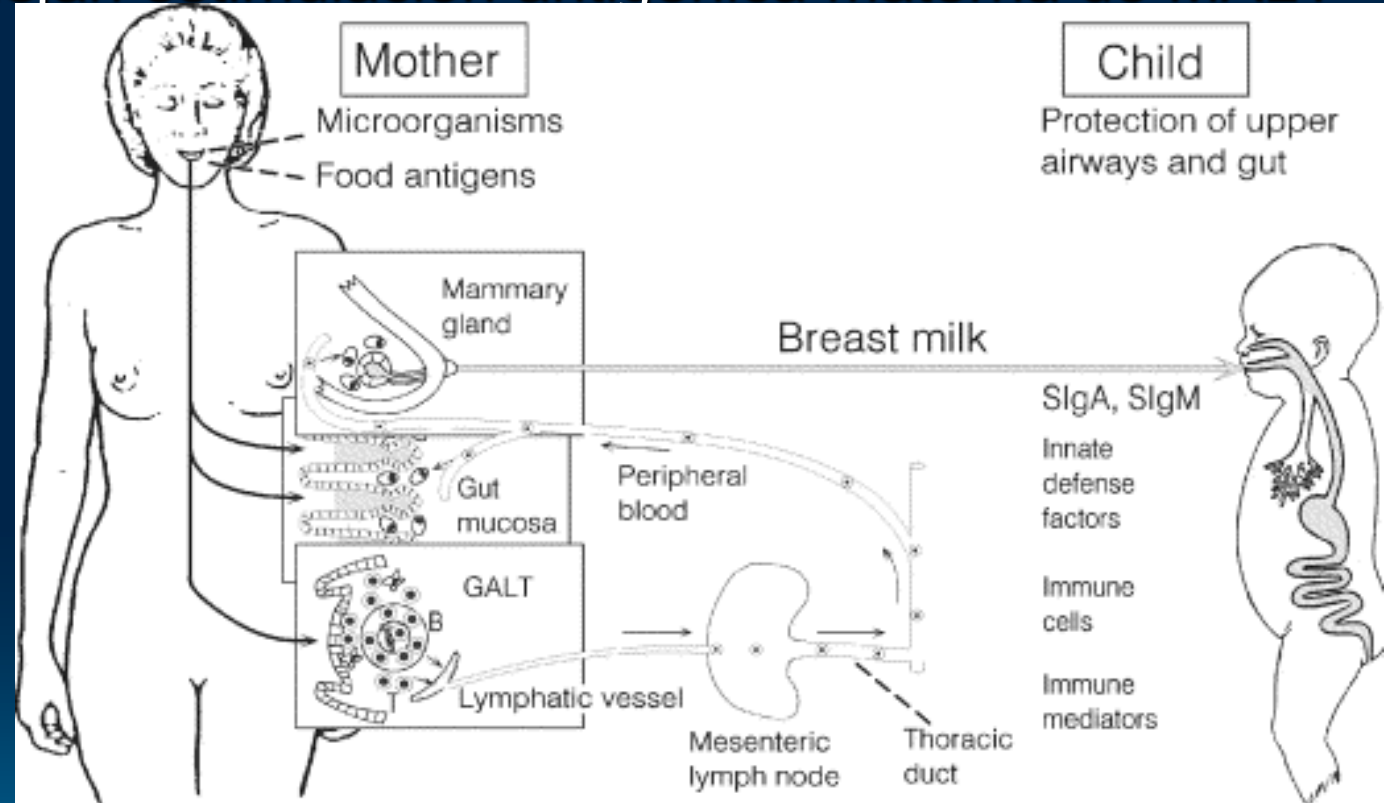 Mother
Microorganisms
Food antigens
Child
Protection of upper
airways and gut
Mammary
gland
Breast milk
SIgA, SIgM
Innate
defense
factors
Immune
cells
Immune
mediators
Peripheral
blood
Gut
mucosa
GALT
B
T
Lymphatic vessel
Mesenteric
lymph node
Thoracic
duct